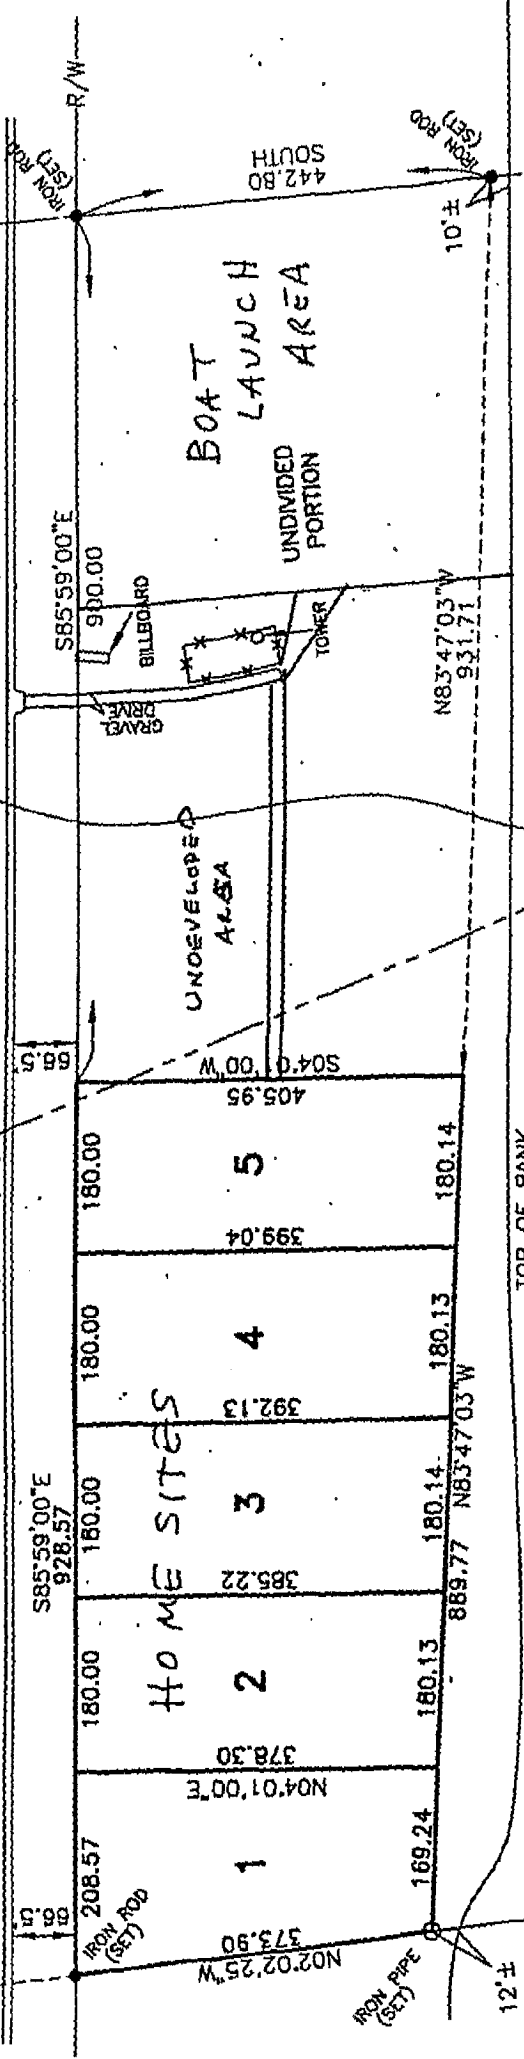 R/W
IRON ROD
(SET)
442.80
SOUTH
IRON ROD
(SET)
10'±
BOAT
LAUNCH
AREA
UNDIVIDED
PORTION
S85°59'00"E
900.00
BILLBOARD
TOWER
GRAVEL
DRIVE
N83°47'03"W
931.71
UNDEVELOPED
AREA
66.5'
405.95
180.00
5
180.14
399.04
180.00
4
180.13
392.13
S85°59'00"E
928.57
HOME SITES
180.00
3
180.14
N83°47'03"W
889.77
385.22
180.00
2
180.13
378.30
N04°01'00"E
208.57
1
169.24
66.5'
IRON ROD
(SET)
373.90
N02°02'25"W
IRON PIPE
(SET)
12'±
TOP OF BANK